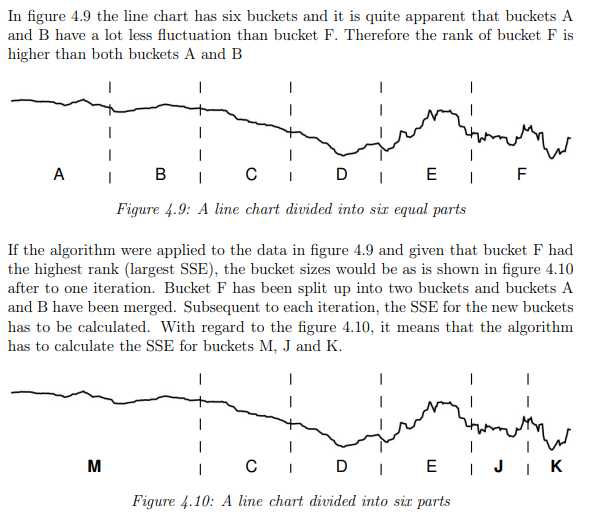 In figure 4.9 the line chart has six buckets and it is quite apparent that buckets A
and B have a lot less fluctuation than bucket F. Therefore the rank of bucket F is
higher than both buckets A and B
A B C D E F
Figure 4.9: A line chart divided into six equal parts
If the algorithm were applied to the data in figure 4.9 and given that bucket F had
the highest rank (largest SSE), the bucket sizes would be as is shown in figure 4.10
after to one iteration. Bucket F has been split up into two buckets and buckets A
and B have been merged. Subsequent to each iteration, the SSE for the new buckets
has to be calculated. With regard to the figure 4.10, it means that the algorithm
has to calculate the SSE for buckets M, J and K.
M C D E J K
Figure 4.10: A line chart divided into six parts